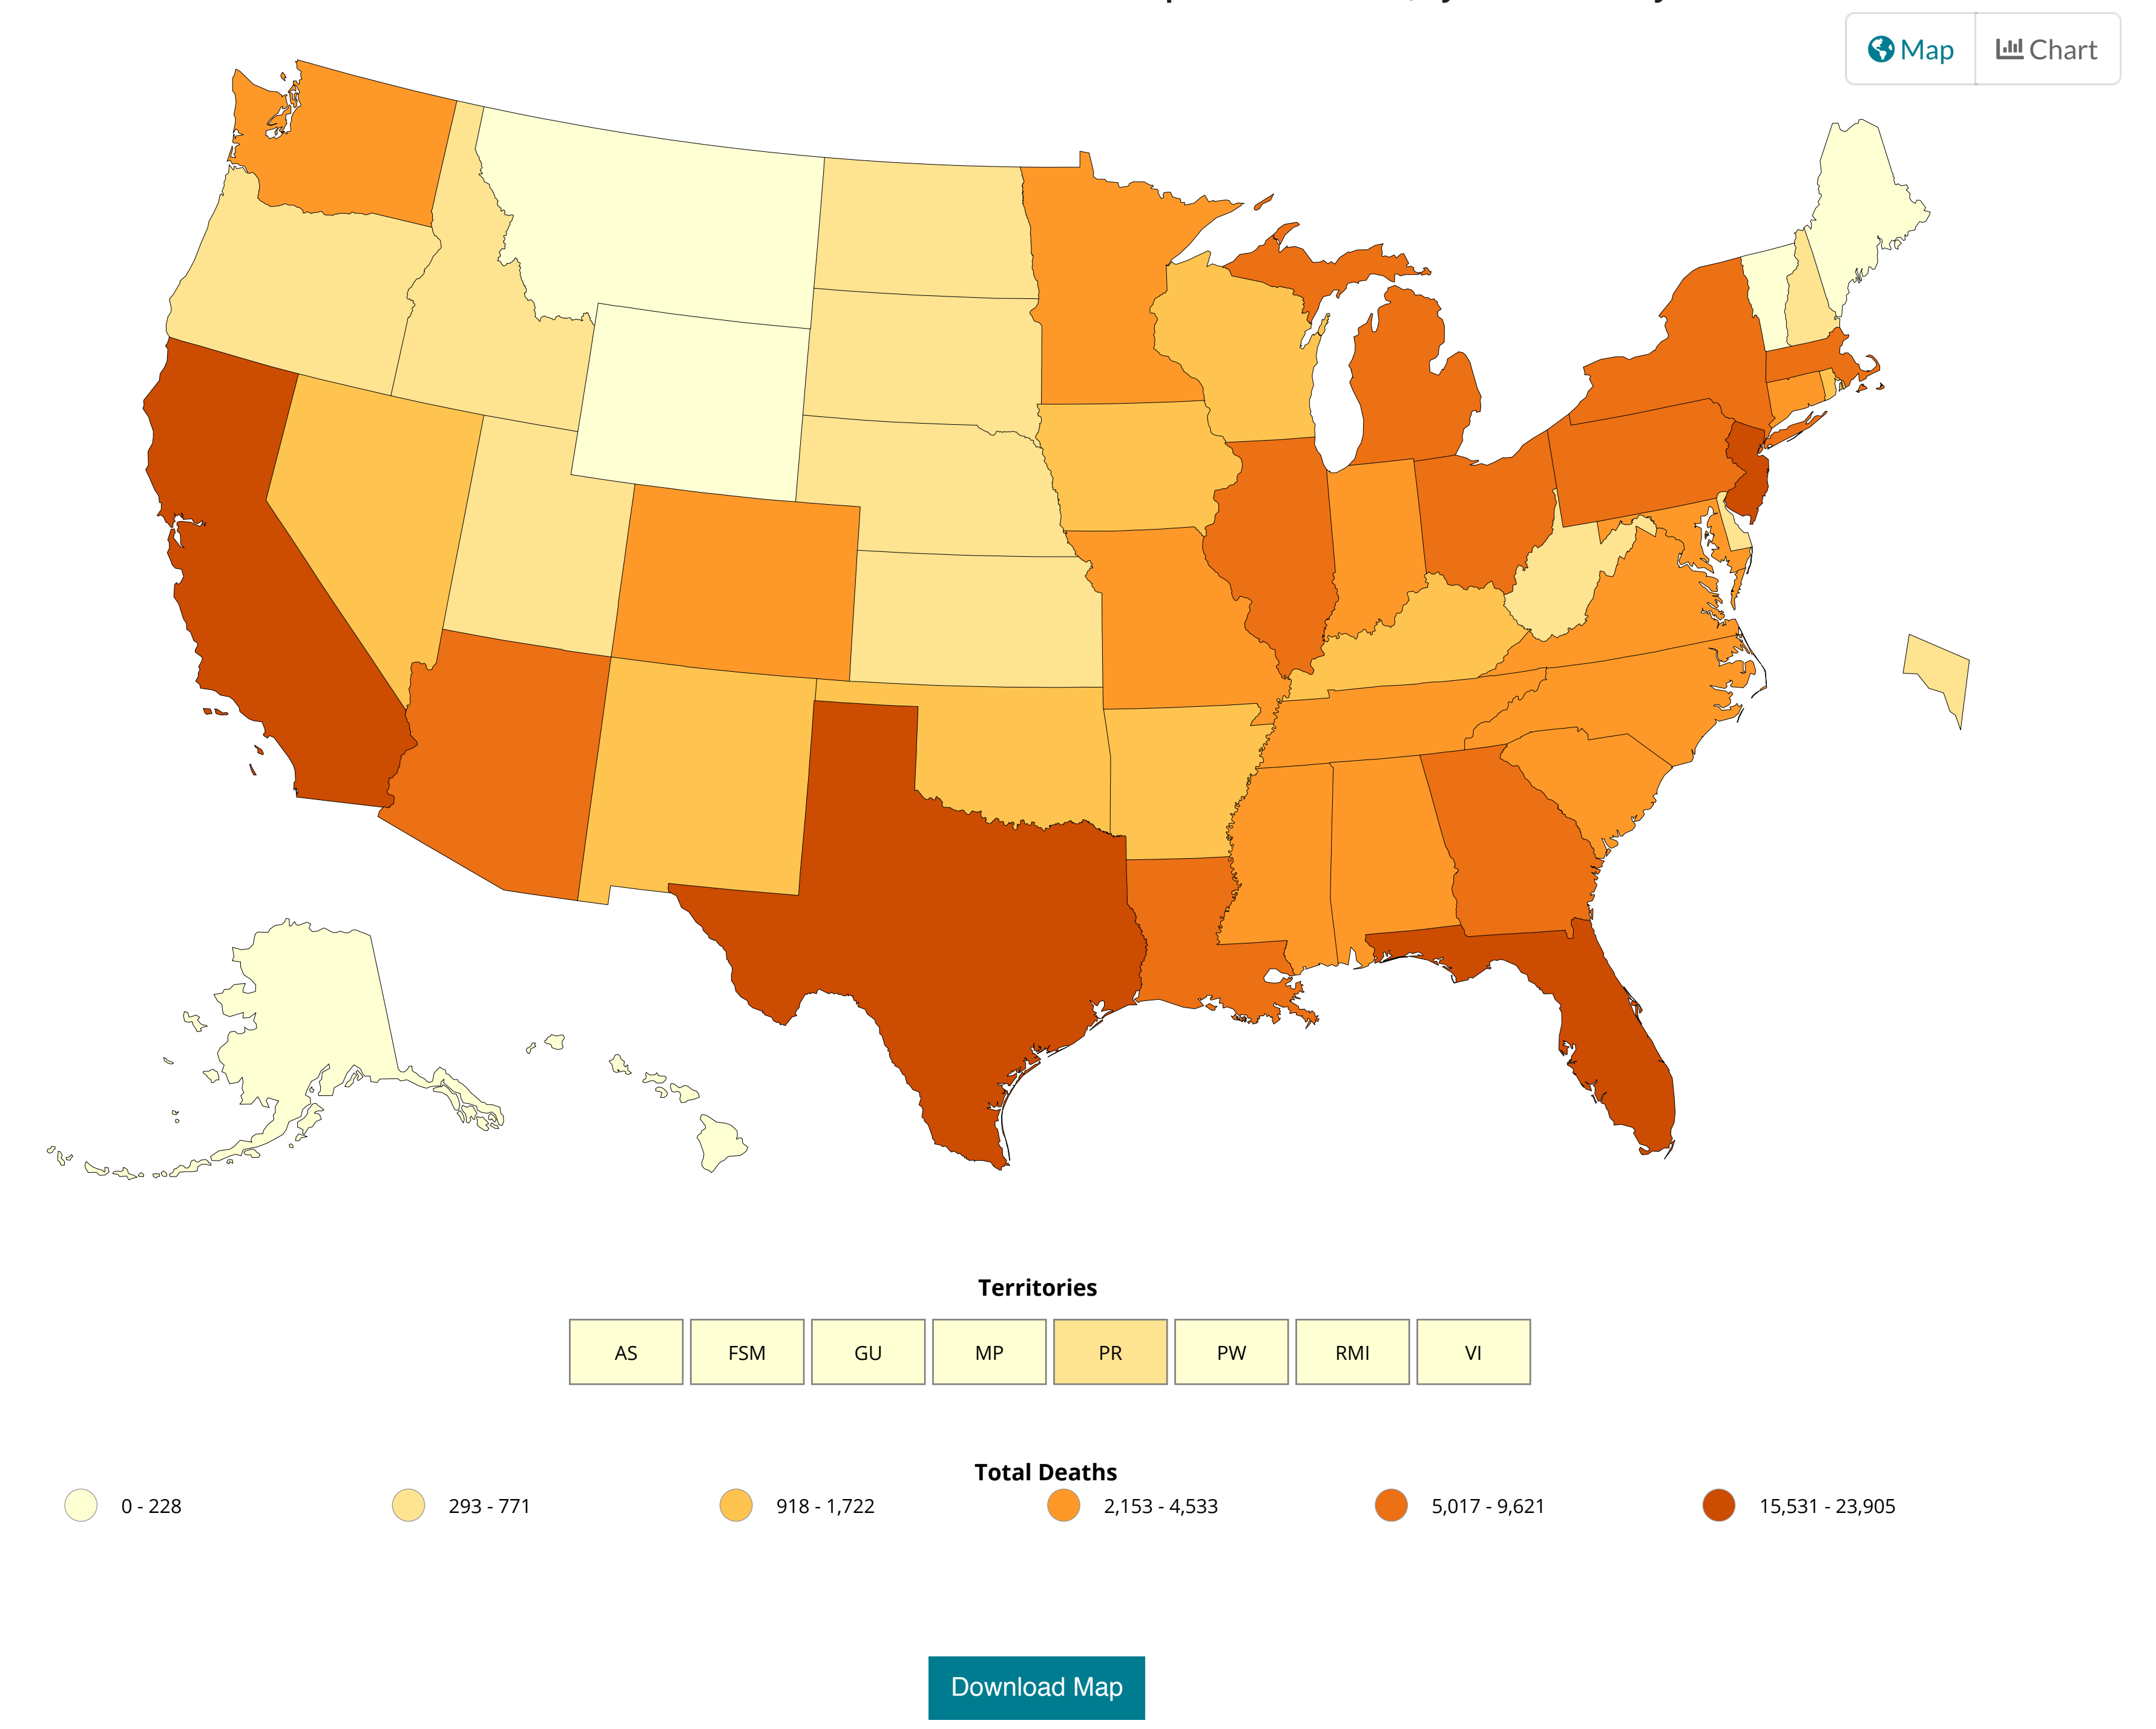 Map
Chart
Territories
AS FSM GU MP PR PW RMI VI
Total Deaths
0 - 228 293 - 771 918 - 1,722 2,153 - 4,533 5,017 - 9,621 15,531 - 23,905
Download Map